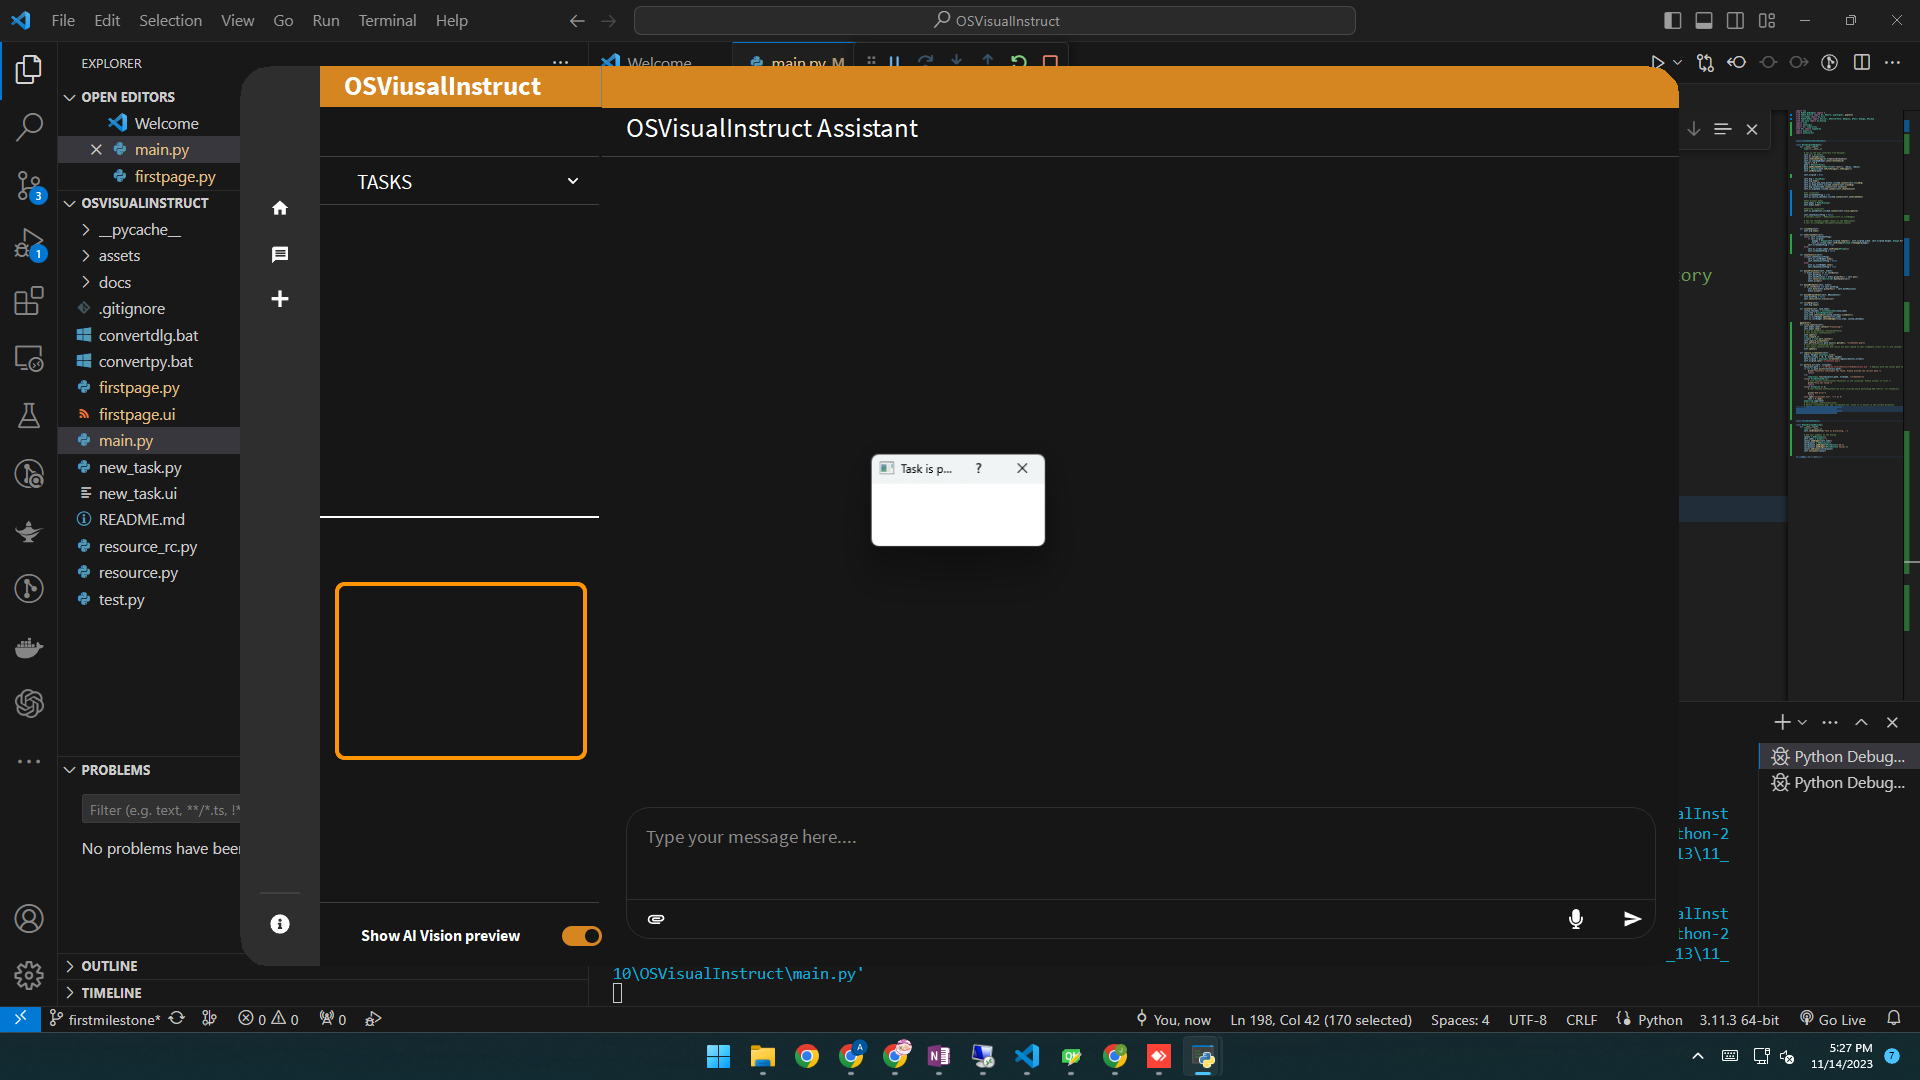 File Edit Selection View Go Run Terminal Help
OSVisualInstruct
EXPLORER
OPEN EDITORS
Welcome
main.py
firstpage.py
OSVISUALINSTRUCT
__pycache__
assets
docs
.gitignore
convertdlg.bat
convertpy.bat
firstpage.py
firstpage.ui
main.py
new_task.py
new_task.ui
README.md
resource_rc.py
resource.py
test.py
PROBLEMS
Filter (e.g. text, **/*.ts, !*
No problems have been
OUTLINE
TIMELINE
3
1
Welcome
main.py M
OSViusalInstruct
OSVisualInstruct Assistant
TASKS
Task is p... ?
Show AI Vision preview
Type your message here....
ory
Python Debug...
Python Debug...
alInst
thon-2
13\11_
alInst
thon-2
_13\11_
10\OSVisualInstruct\main.py'
firstmilestone* 0 0 0
You, now Ln 198, Col 42 (170 selected) Spaces: 4 UTF-8 CRLF Python 3.11.3 64-bit Go Live
5:27 PM
11/14/2023
7